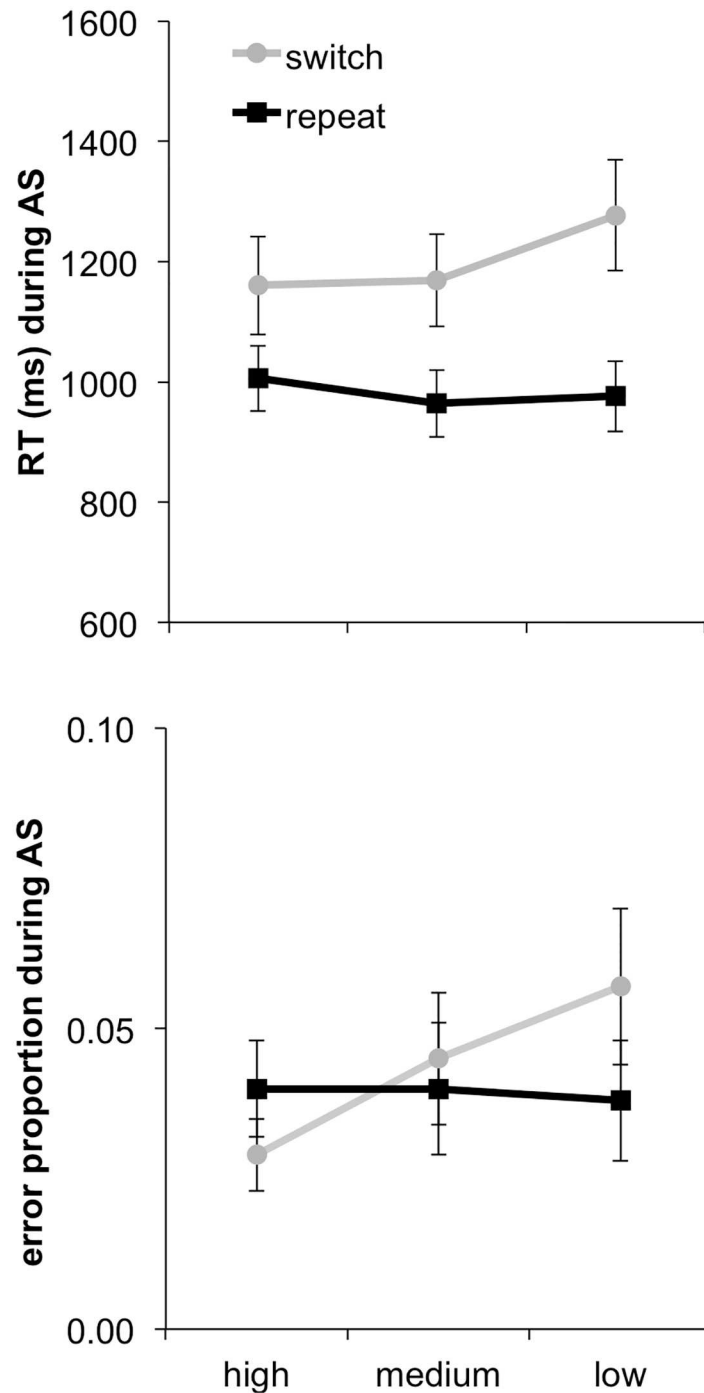 1600
switch
repeat
1400
1200
1000
800
600
RT (ms) during AS
0.10
0.05
0.00
error proportion during AS
high medium low